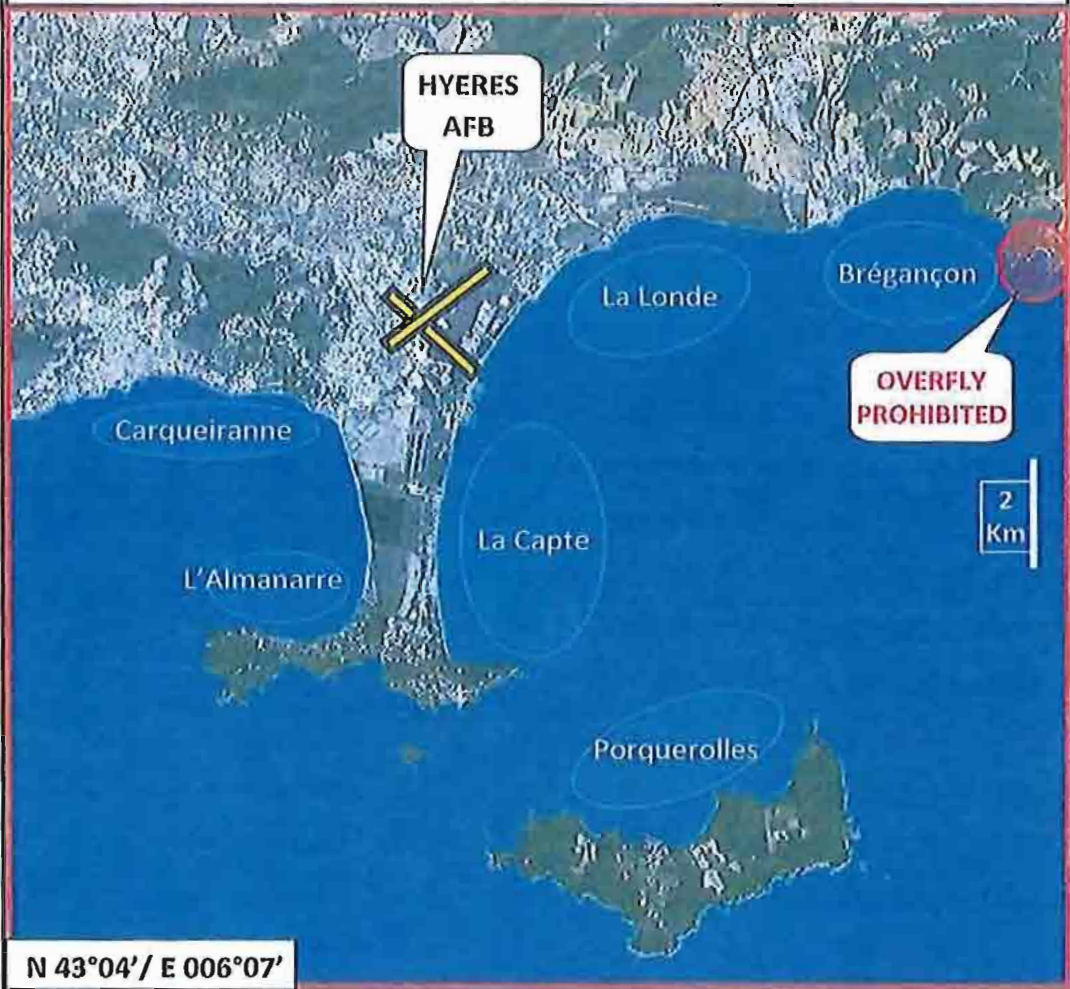 HYERES
AFB
La Londe
Brégançon
OVERFLY
PROHIBITED
Carqueiranne
2
Km
La Capte
L'Almanarre
Porquerolles
N 43°04'/ E 006°07'